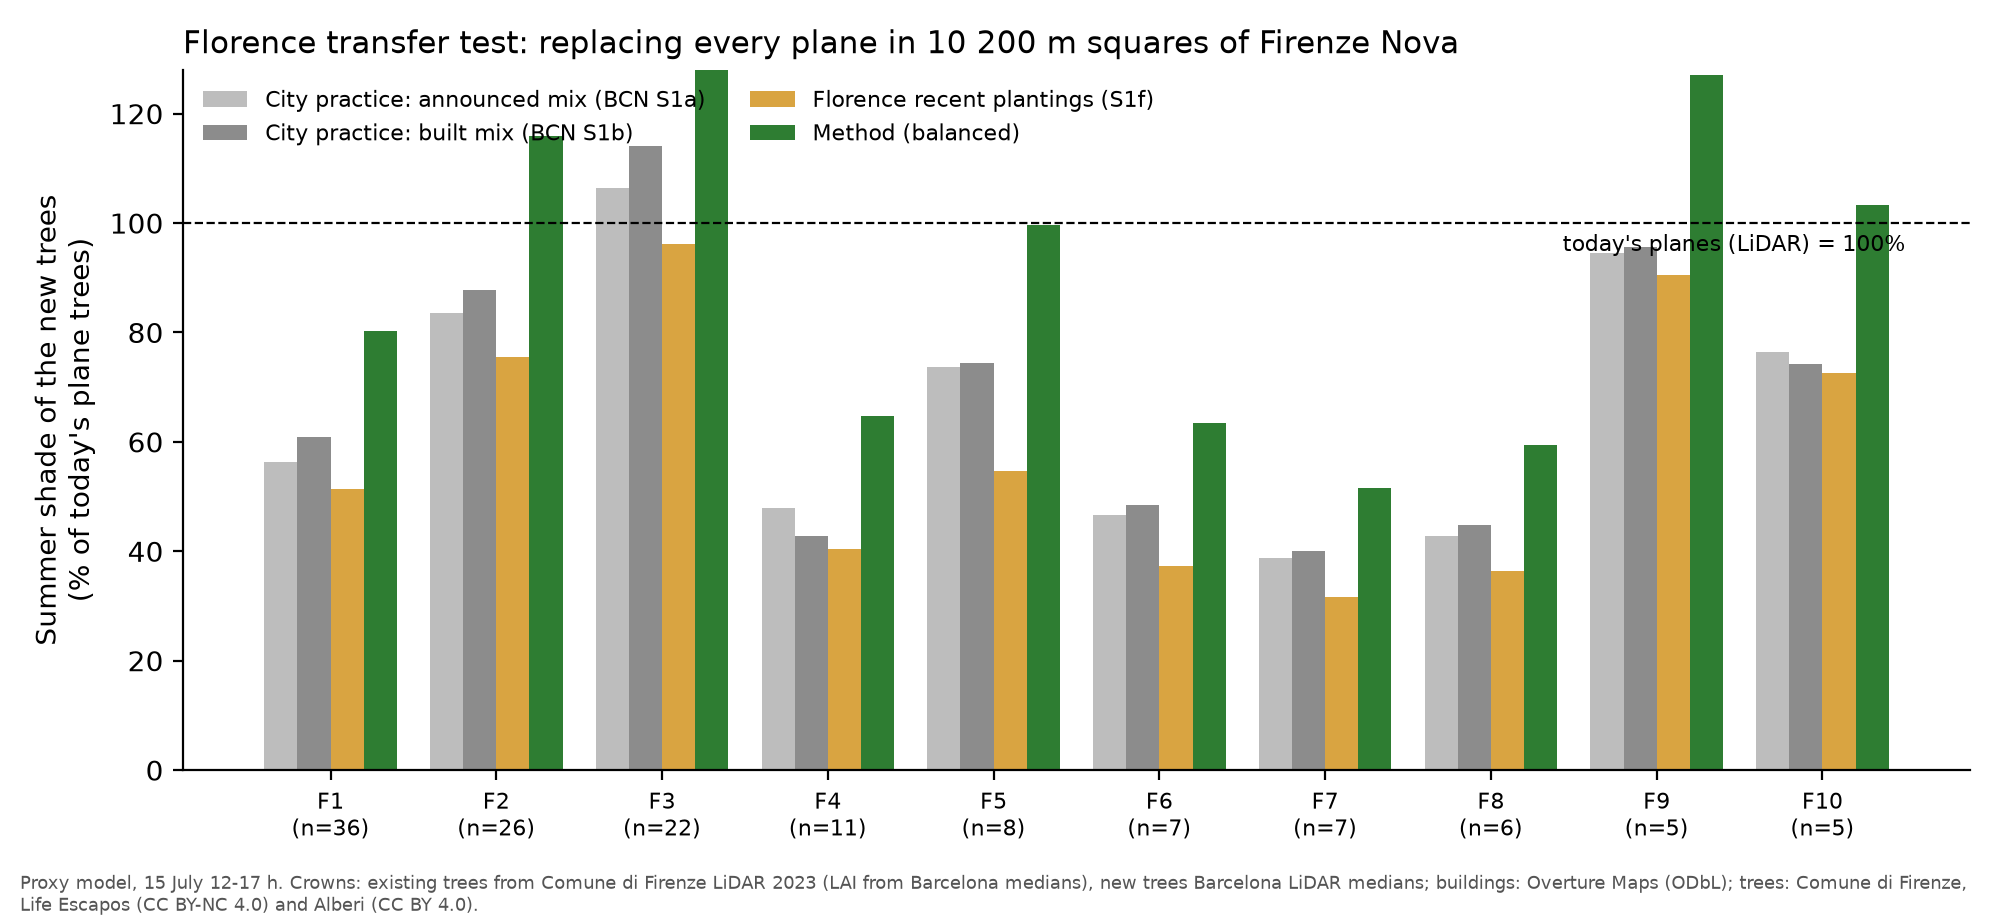 Florence transfer test: replacing every plane in 10 200 m squares of Firenze Nova
City practice: announced mix (BCN S1a)
City practice: built mix (BCN S1b)
Florence recent plantings (S1f)
Method (balanced)
Summer shade of the new trees
(% of today's plane trees)
120
100
80
60
40
20
0
today's planes (LiDAR) = 100%
F1 F2 F3 F4 F5 F6 F7 F8 F9 F10
(n=36) (n=26) (n=22) (n=11) (n=8) (n=7) (n=7) (n=6) (n=5) (n=5)
Proxy model, 15 July 12-17 h. Crowns: existing trees from Comune di Firenze LiDAR 2023 (LAI from Barcelona medians), new trees Barcelona LiDAR medians; buildings: Overture Maps (ODbL); trees: Comune di Firenze,
Life Escapos (CC BY-NC 4.0) and Alberi (CC BY 4.0).